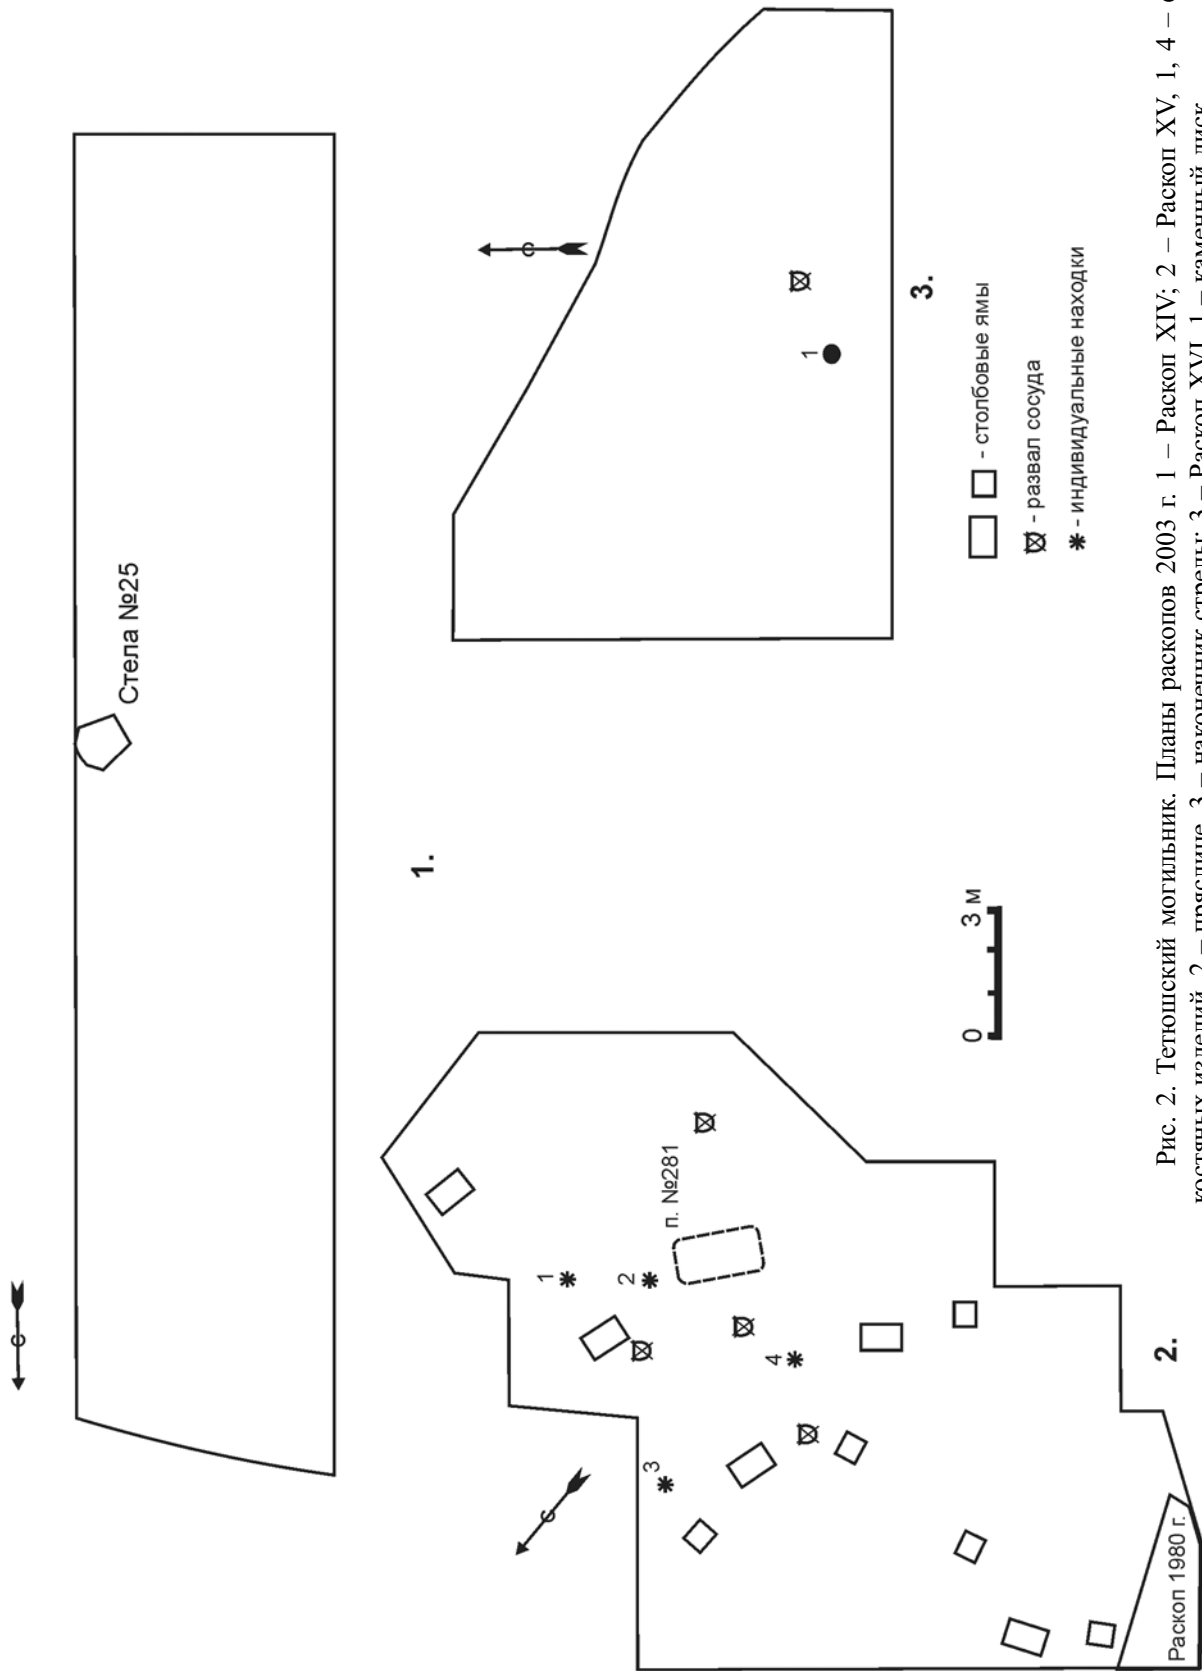 с
Стела №25
1.
с
1
3.
- столбовые ямы
- развал сосуда
- индивидуальные находки
с
1
2
3
4
п. №281
Раскоп 1980 г.
2.
0 3 м
Рис. 2. Тетюшский могильник. Планы раскопов 2003 г. 1 – Раскоп XIV; 2 – Раскоп XV, 1, 4 –
костяных изделий, 2 – пряслице, 3 – наконечник стрелы; 3 – Раскоп XVI, 1 – каменный диск